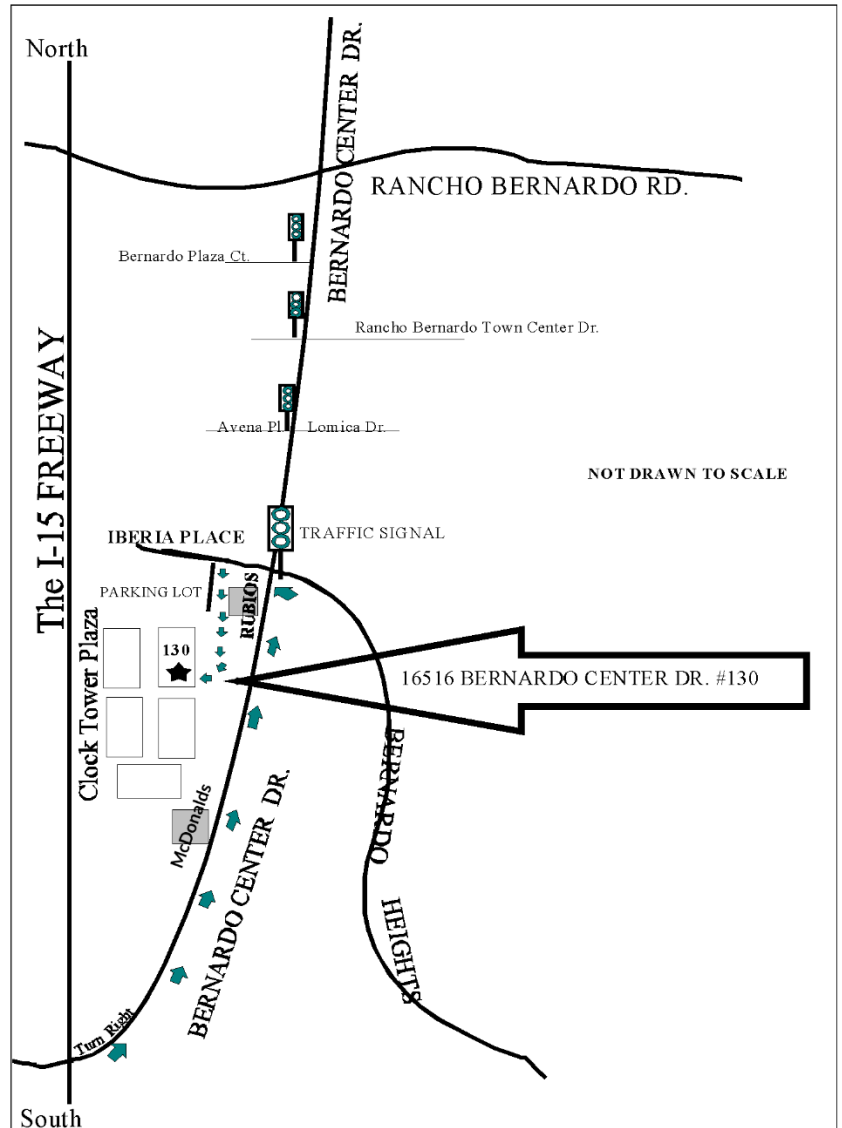 North
BERNARDO CENTER DR.
RANCHO BERNARDO RD.
Bernardo Plaza Ct.
Rancho Bernardo Town Center Dr.
The I-15 FREEWAY
Avena Pl.
Lomica Dr.
NOT DRAWN TO SCALE
IBERIA PLACE
TRAFFIC SIGNAL
PARKING LOT
RUBIOS
Clock Tower Plaza
130
16516 BERNARDO CENTER DR. #130
BERNARDO
HEIGHTS
McDonalds
BERNARDO CENTER DR.
Turn Right
South